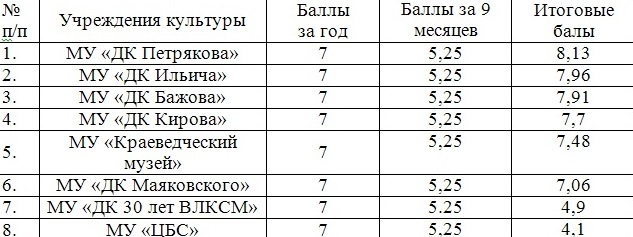 № п/п Учреждения культуры Баллы за год Баллы за 9 месяцев Итоговые балы
1. МУ «ДК Петрякова» 7 5,25 8,13
2. МУ «ДК Ильича» 7 5,25 7,96
3. МУ «ДК Бажова» 7 5,25 7,91
4. МУ «ДК Кирова» 7 5,25 7,7
5. МУ «Краеведческий музей» 7 5,25 7,48
6. МУ «ДК Маяковского» 7 5,25 7,06
7. МУ «ДК 30 лет ВЛКСМ» 7 5.25 4,9
8. МУ «ЦБС» 7 5,25 4,1